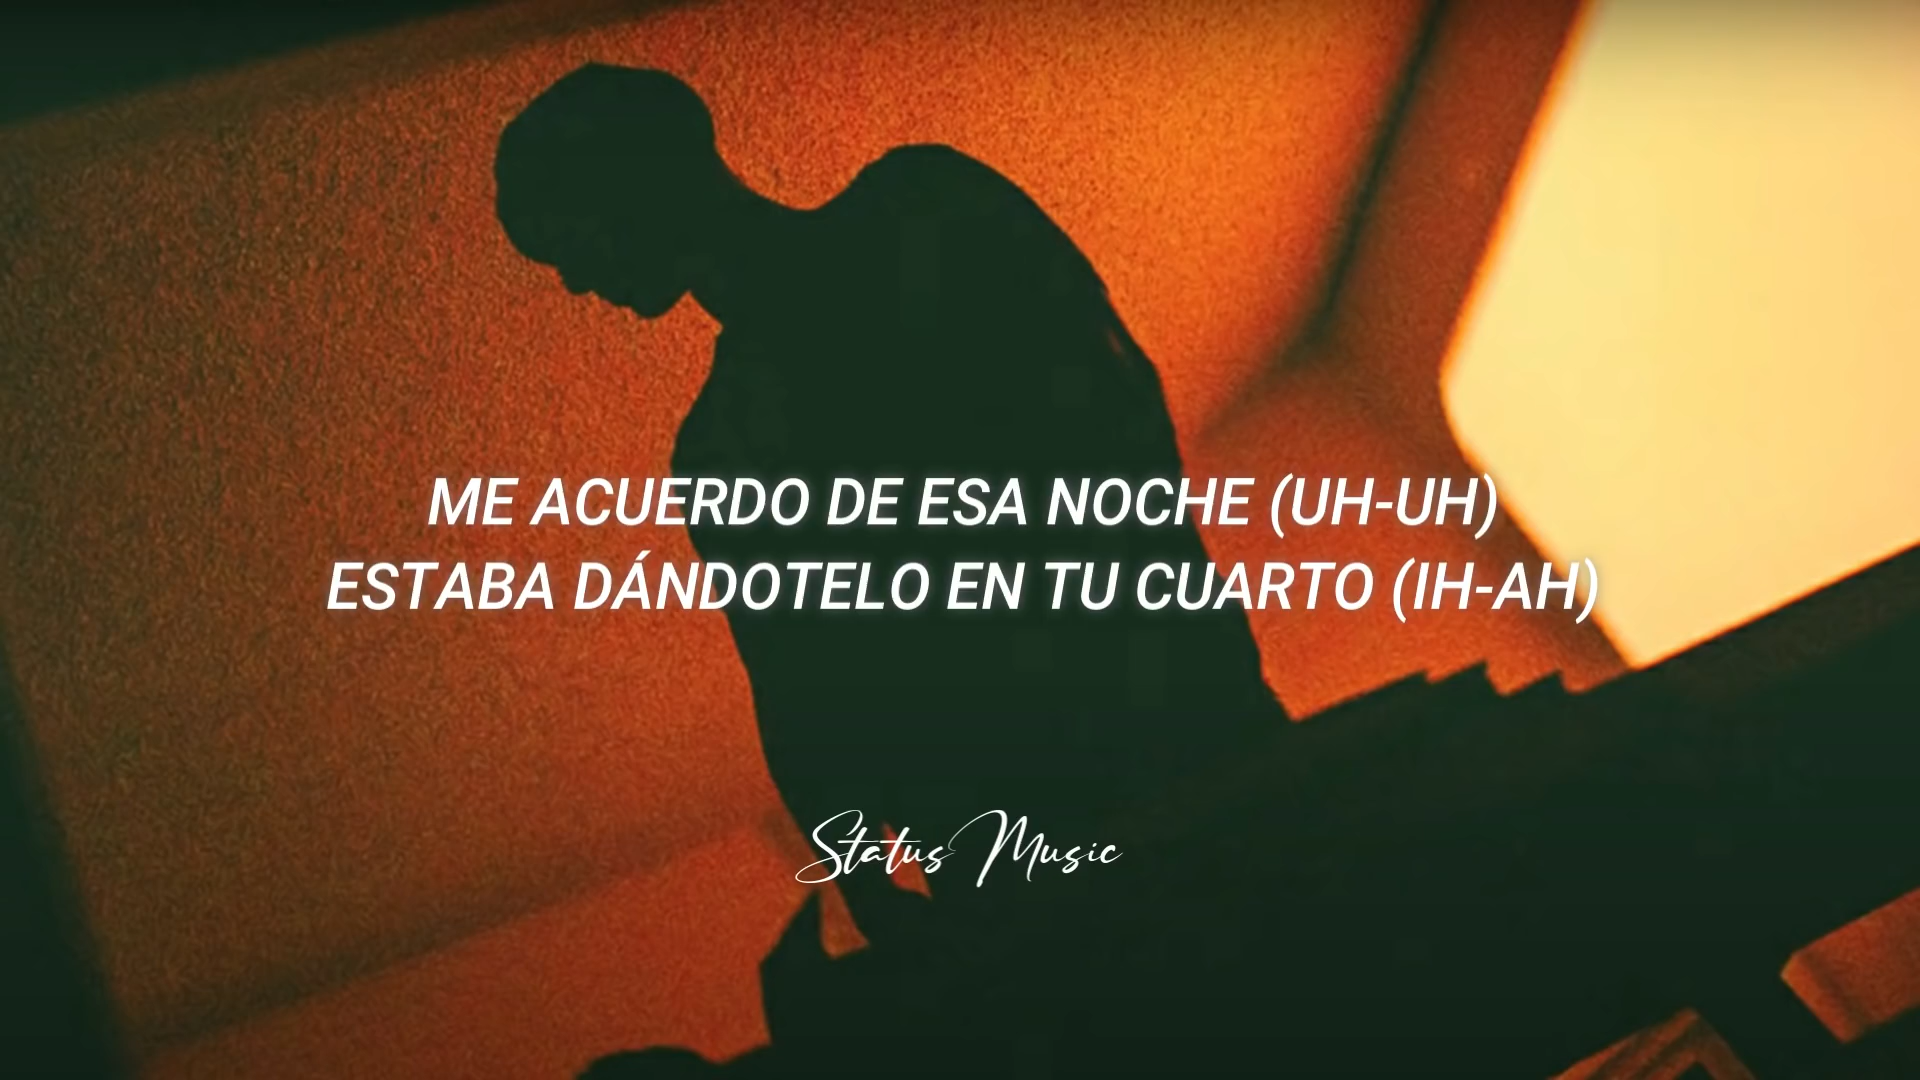 ME ACUERDO DE ESA NOCHE (UH-UH)
ESTABA DÁNDOTELO EN TU CUARTO (IH-AH)
Status Music